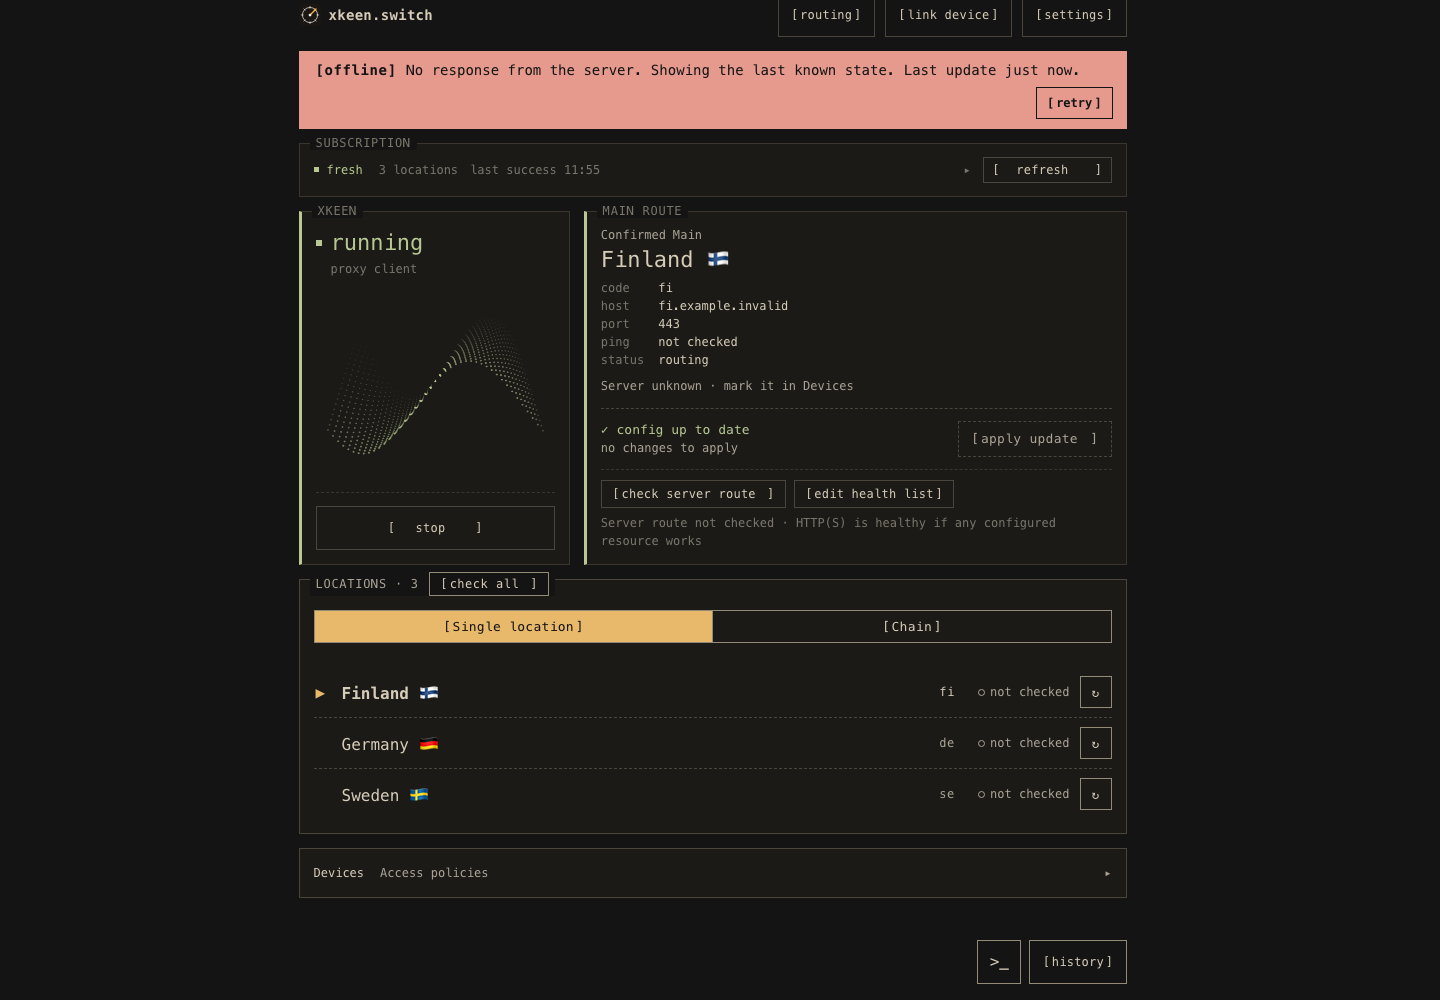 xkeen.switch [routing] [link device] [settings]
[offline] No response from the server. Showing the last known state. Last update just now.
[retry]
SUBSCRIPTION
fresh 3 locations last success 11:55 ▸ [ refresh ]
XKEEN
running
proxy client
[ stop ]
MAIN ROUTE
Confirmed Main
Finland 🇫🇮
code fi
host fi.example.invalid
port 443
ping not checked
status routing
Server unknown · mark it in Devices
✓ config up to date
no changes to apply
[apply update ]
[check server route ] [edit health list]
Server route not checked · HTTP(S) is healthy if any configured
resource works
LOCATIONS · 3 [check all ]
[Single location] [Chain]
▶ Finland 🇫🇮 fi ○ not checked ↻
Germany 🇩🇪 de ○ not checked ↻
Sweden 🇸🇪 se ○ not checked ↻
Devices Access policies ▸
>_ [history]